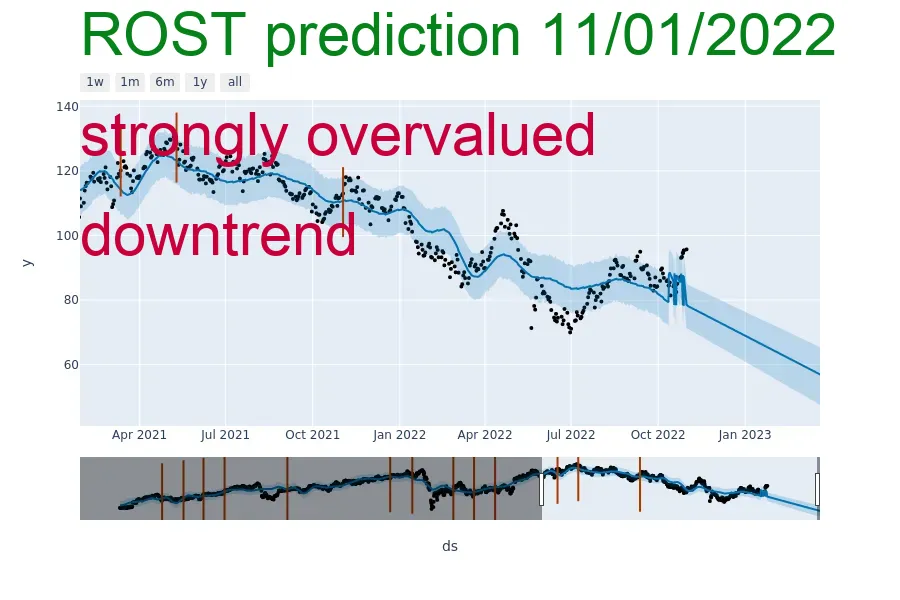 ROST prediction 11/01/2022
1w 1m 6m 1y all
140
strongly overvalued
120
downtrend
100
y
80
60
Apr 2021 Jul 2021 Oct 2021 Jan 2022 Apr 2022 Jul 2022 Oct 2022 Jan 2023
ds